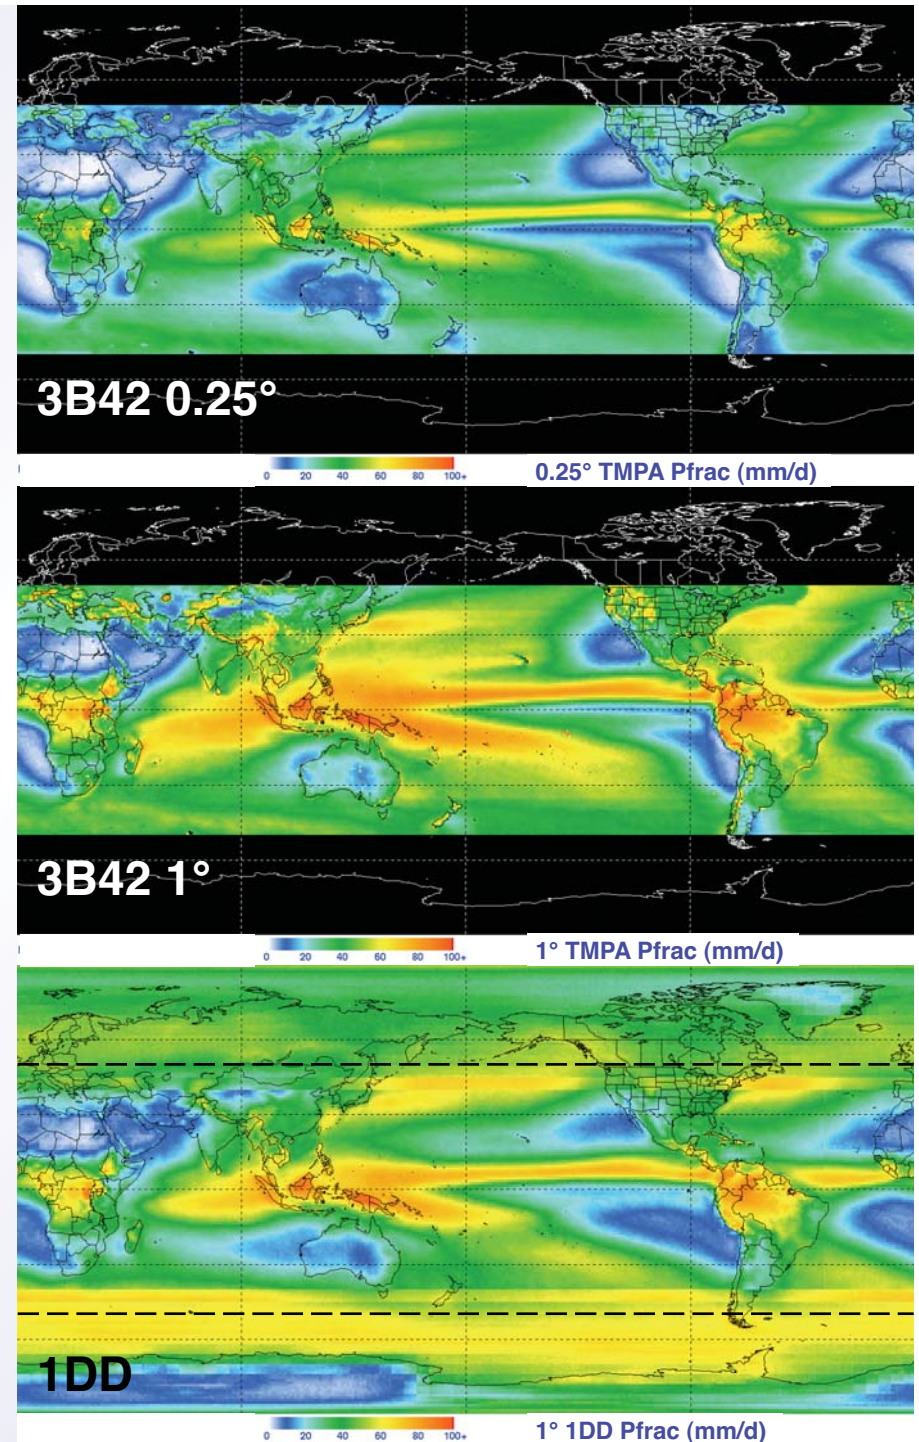 3B42 0.25°
0 20 40 60 80 100+
0.25° TMPA Pfrac (mm/d)
3B42 1°
0 20 40 60 80 100+
1° TMPA Pfrac (mm/d)
1DD
0 20 40 60 80 100+
1° 1DD Pfrac (mm/d)